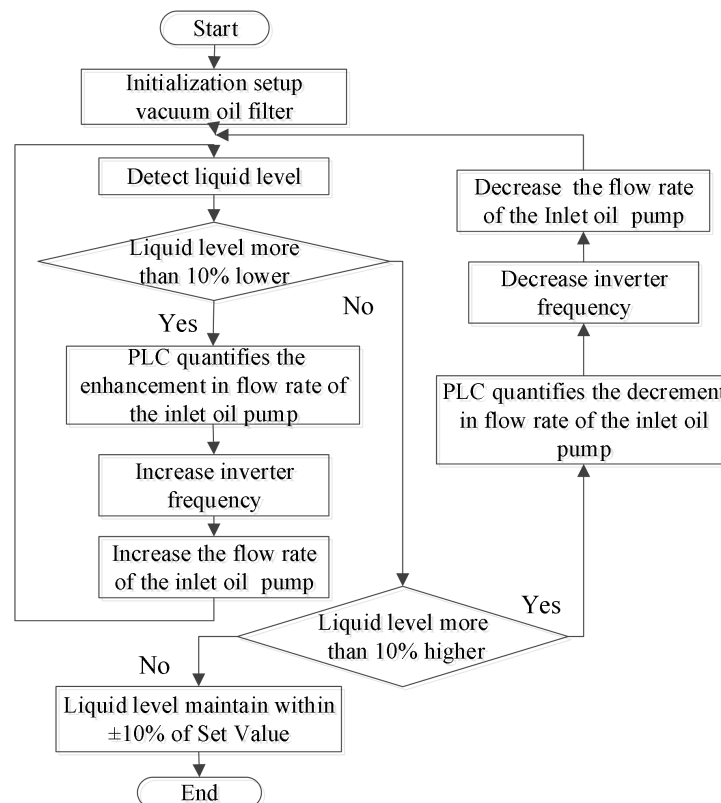 Start
Initialization setup
vacuum oil filter
Detect liquid level
Liquid level more
than 10% lower
Yes
No
PLC quantifies the
enhancement in flow rate of
the inlet oil pump
Increase inverter
frequency
Increase the flow rate
of the inlet oil pump
Decrease the flow rate
of the Inlet oil pump
Decrease inverter
frequency
PLC quantifies the decrement
in flow rate of the inlet oil
pump
Liquid level more
than 10% higher
Yes
No
Liquid level maintain within
±10% of Set Value
End